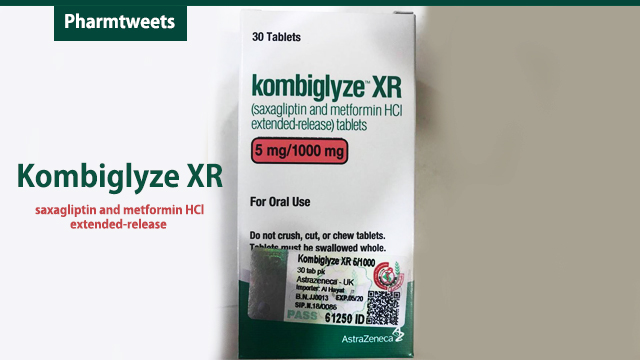 Pharmtweets
Kombiglyze XR
saxagliptin and metformin HCl
extended-release
30 Tablets
kombiglyze™ XR
(saxagliptin and metformin HCl
extended-release) tablets
5 mg/1000 mg
For Oral Use
Do not crush, cut, or chew tablets.
Tablets must be swallowed whole.
Kombiglyze XR 5/1000
30 tab pk
Astrazeneca - UK
Importer: Al Hayat
B.N.JJ0013 EXP.05/20
SIP.N.18/0086
PASS 61250 ID
AstraZeneca